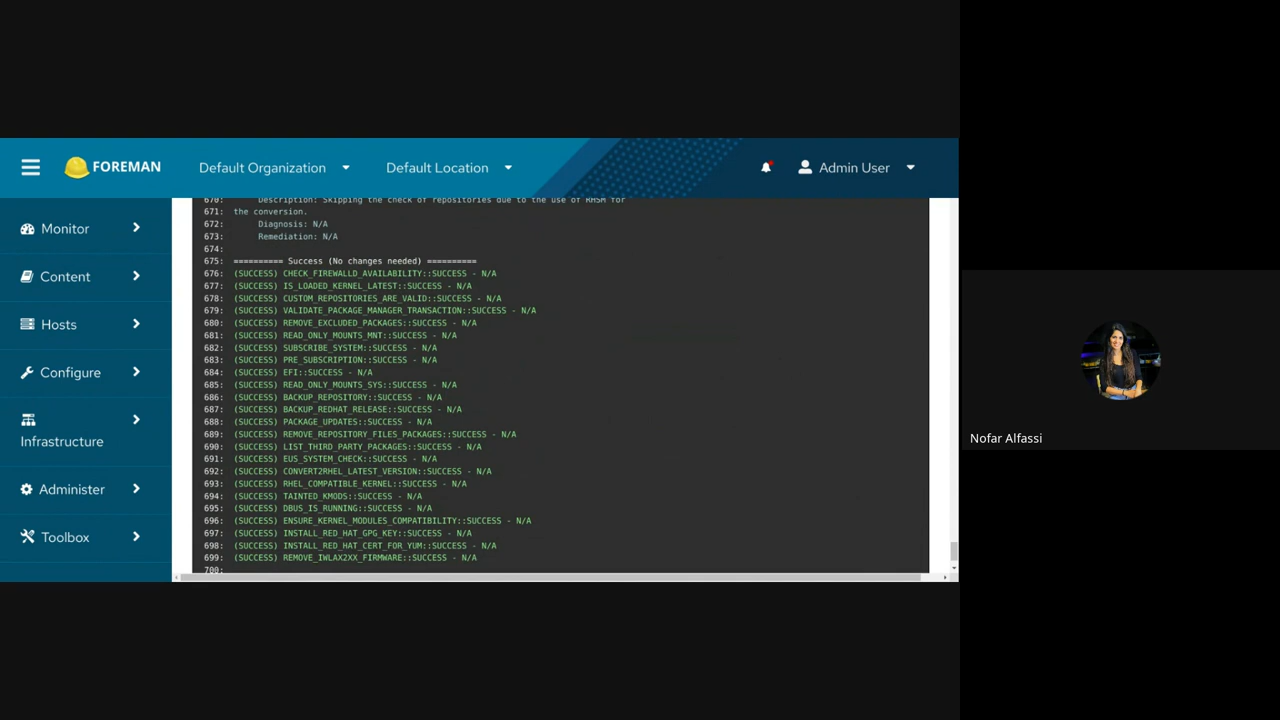 FOREMAN
Default Organization
Default Location
Admin User
Monitor
Content
Hosts
Configure
Infrastructure
Administer
Toolbox
670: Description: Skipping the check of repositories due to the use of RHSM for
671: the conversion.
672: Diagnosis: N/A
673: Remediation: N/A
674:
675: ========== Success (No changes needed) ==========
676: (SUCCESS) CHECK_FIREWALLD_AVAILABILITY::SUCCESS - N/A
677: (SUCCESS) IS_LOADED_KERNEL_LATEST::SUCCESS - N/A
678: (SUCCESS) CUSTOM_REPOSITORIES_ARE_VALID::SUCCESS - N/A
679: (SUCCESS) VALIDATE_PACKAGE_MANAGER_TRANSACTION::SUCCESS - N/A
680: (SUCCESS) REMOVE_EXCLUDED_PACKAGES::SUCCESS - N/A
681: (SUCCESS) READ_ONLY_MOUNTS_MNT::SUCCESS - N/A
682: (SUCCESS) SUBSCRIBE_SYSTEM::SUCCESS - N/A
683: (SUCCESS) PRE_SUBSCRIPTION::SUCCESS - N/A
684: (SUCCESS) EFI::SUCCESS - N/A
685: (SUCCESS) READ_ONLY_MOUNTS_SYS::SUCCESS - N/A
686: (SUCCESS) BACKUP_REPOSITORY::SUCCESS - N/A
687: (SUCCESS) BACKUP_REDHAT_RELEASE::SUCCESS - N/A
688: (SUCCESS) PACKAGE_UPDATES::SUCCESS - N/A
689: (SUCCESS) REMOVE_REPOSITORY_FILES_PACKAGES::SUCCESS - N/A
690: (SUCCESS) LIST_THIRD_PARTY_PACKAGES::SUCCESS - N/A
691: (SUCCESS) EUS_SYSTEM_CHECK::SUCCESS - N/A
692: (SUCCESS) CONVERT2RHEL_LATEST_VERSION::SUCCESS - N/A
693: (SUCCESS) RHEL_COMPATIBLE_KERNEL::SUCCESS - N/A
694: (SUCCESS) TAINTED_KMODS::SUCCESS - N/A
695: (SUCCESS) DBUS_IS_RUNNING::SUCCESS - N/A
696: (SUCCESS) ENSURE_KERNEL_MODULES_COMPATIBILITY::SUCCESS - N/A
697: (SUCCESS) INSTALL_RED_HAT_GPG_KEY::SUCCESS - N/A
698: (SUCCESS) INSTALL_RED_HAT_CERT_FOR_YUM::SUCCESS - N/A
699: (SUCCESS) REMOVE_IWLAX2XX_FIRMWARE::SUCCESS - N/A
700:
Nofar Alfassi